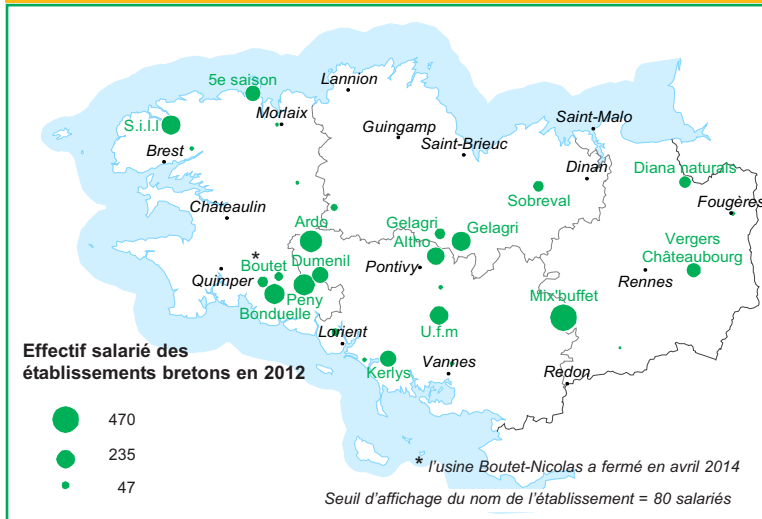 5e saison
Lannion
S.i.l.l
Morlaix
Saint-Malo
Guingamp
Brest
Saint-Brieuc
Dinan
Diana naturals
Sobreval
Châteaulin
Fougères
Ardo
Gelagri
Gelagri
Altho
Vergers
Châteaubourg
*
Boutet
Dumenil
Pontivy
Rennes
Quimper
Peny
Mix'buffet
Bonduelle
U.f.m
Lorient
Effectif salarié des
établissements bretons en 2012
Kerlys
Vannes
Redon
470
235
47
* l'usine Boutet-Nicolas a fermé en avril 2014
Seuil d'affichage du nom de l'établissement = 80 salariés